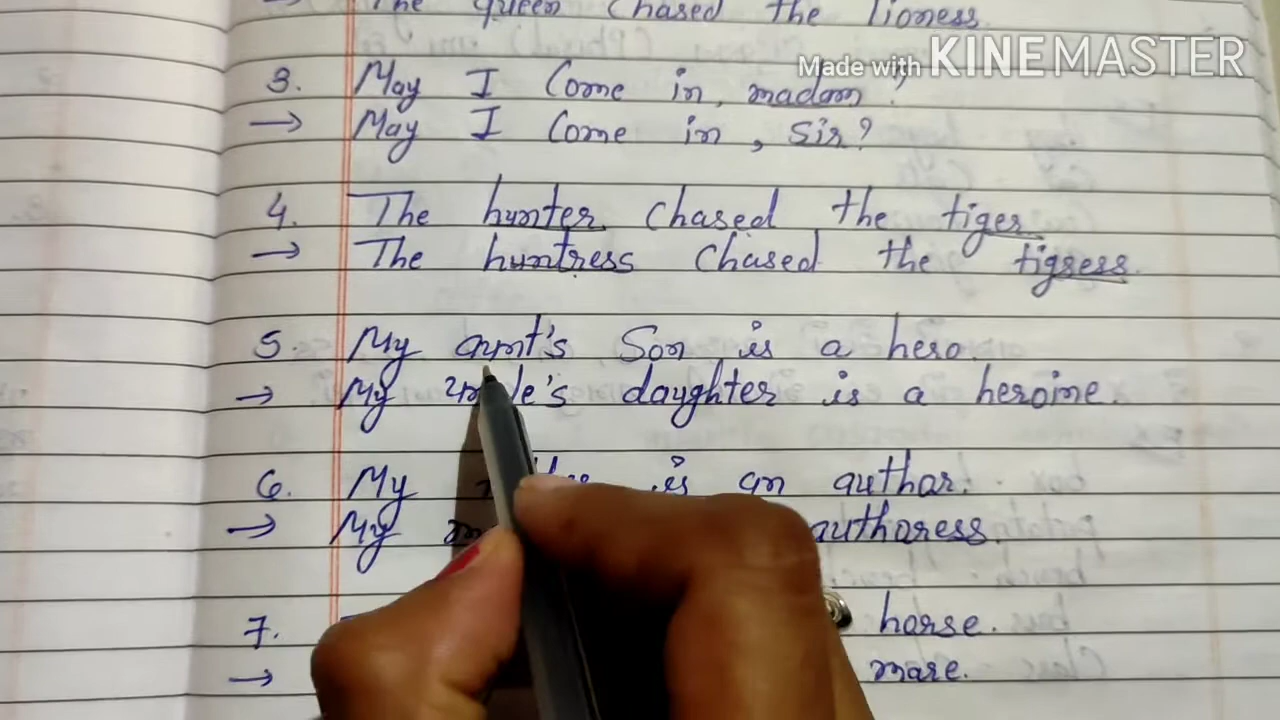 The queen chased the lioness
Made with KINEMASTER
3. May I Come in, madam?
→ May I Come in, Sir?
4. The hunter chased the tiger
→ The huntress chased the tigress.
5. My aunt's Son is a hero.
→ My daughter is a heroine.
6. My is an author.
→ My authoress.
7. horse.
→ mare.